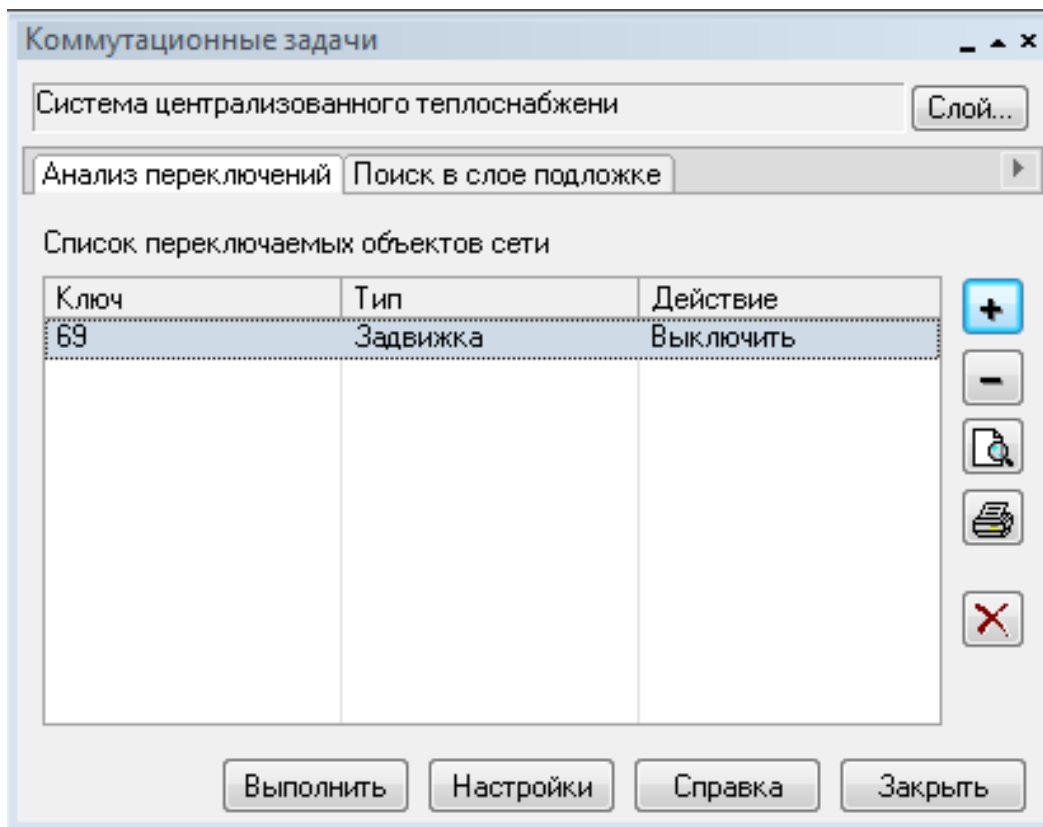 Коммутационные задачи
Система централизованного теплоснабжени
Слой...
Анализ переключений Поиск в слое подложке
Список переключаемых объектов сети
Ключ Тип Действие
69 Задвижка Выключить
Выполнить Настройки Справка Закрыть